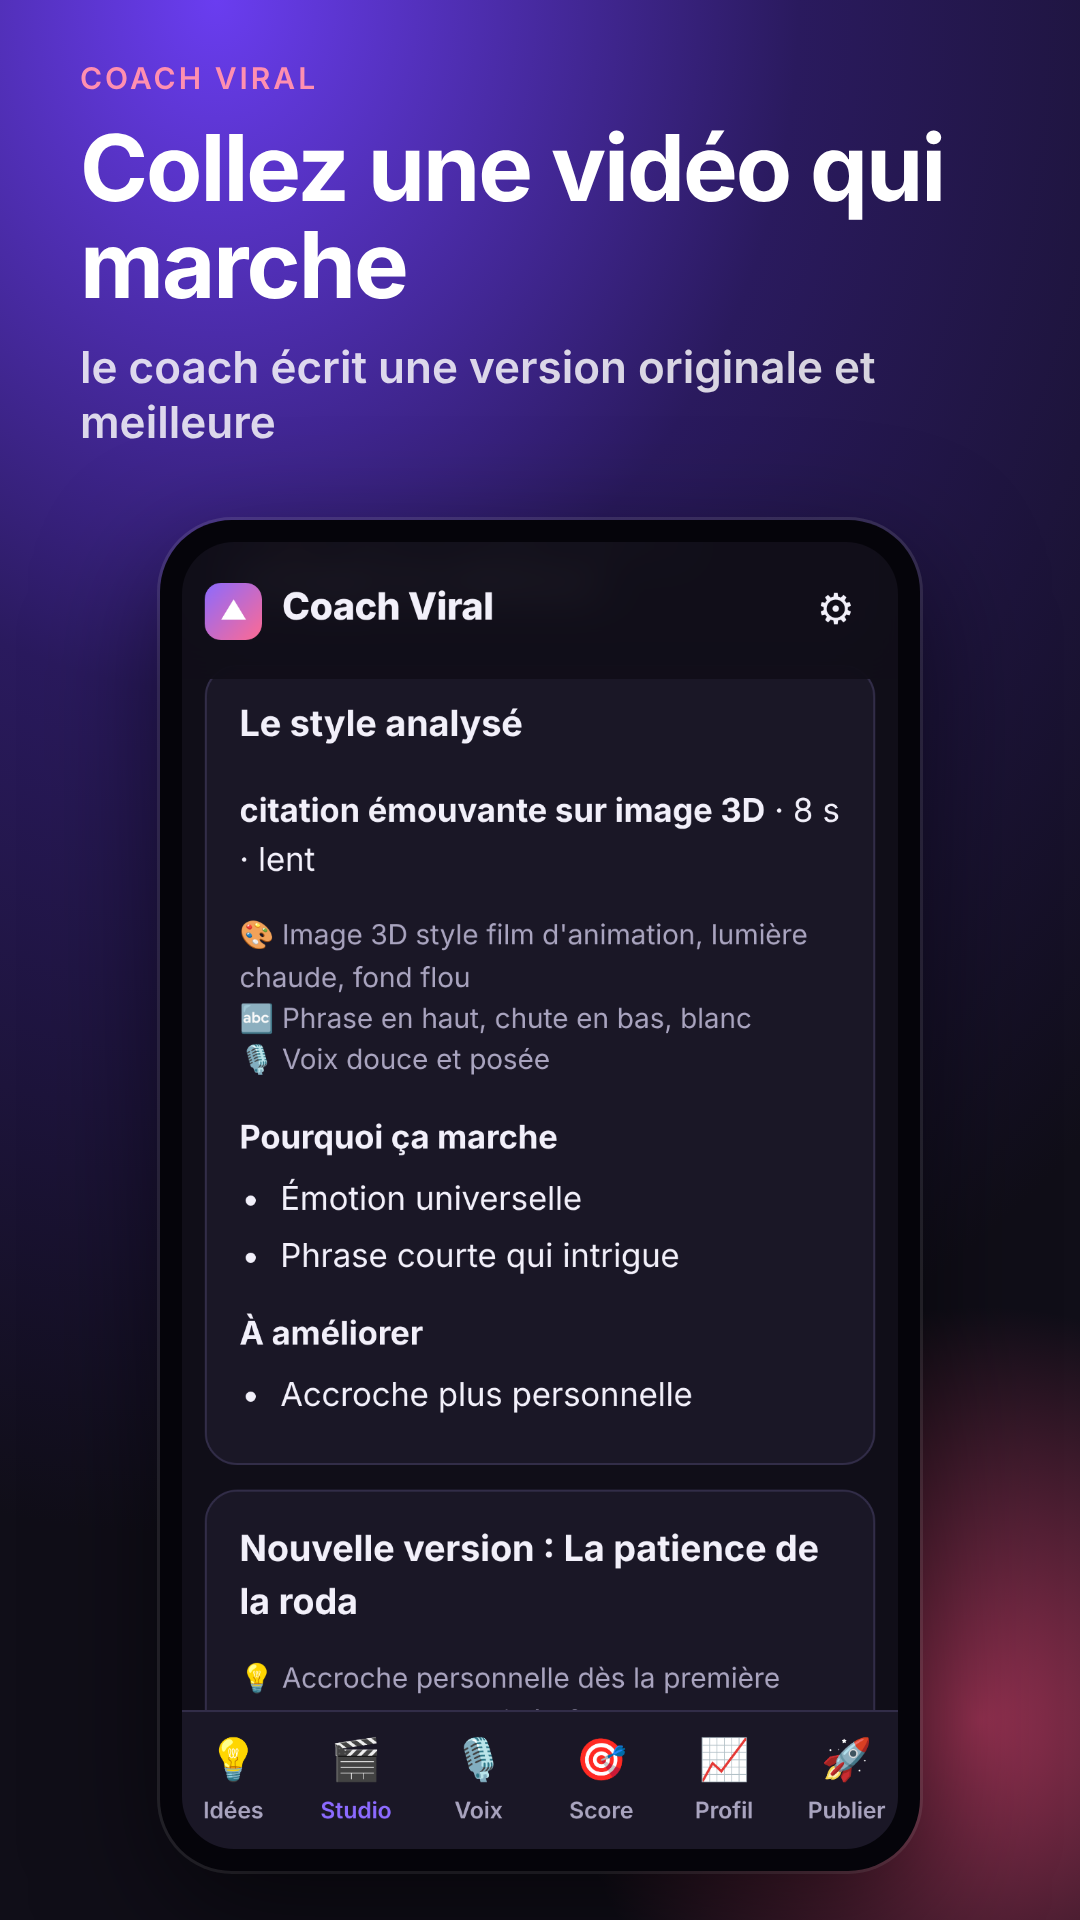 COACH VIRAL
Collez une vidéo qui
marche
le coach écrit une version originale et
meilleure
Coach Viral
Le style analysé
citation émouvante sur image 3D · 8 s
· lent
🎨 Image 3D style film d'animation, lumière
chaude, fond flou
🔤 Phrase en haut, chute en bas, blanc
🎙️ Voix douce et posée
Pourquoi ça marche
• Émotion universelle
• Phrase courte qui intrigue
À améliorer
• Accroche plus personnelle
Nouvelle version : La patience de
la roda
💡 Accroche personnelle dès la première
Idées
Studio
Voix
Score
Profil
Publier